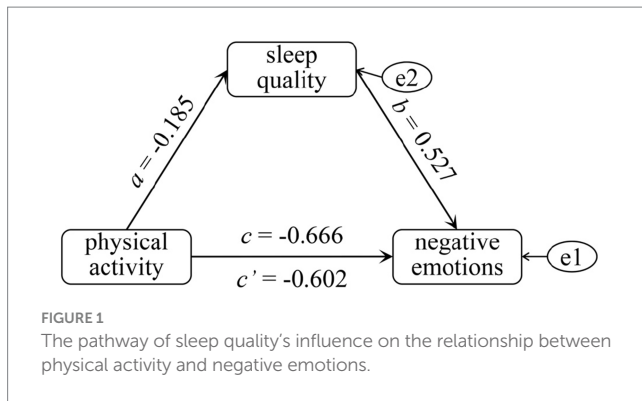 sleep
quality
e2
a = -0.185
b = 0.527
physical
activity
c = -0.666
c’ = -0.602
negative
emotions
e1
FIGURE 1
The pathway of sleep quality’s influence on the relationship between
physical activity and negative emotions.